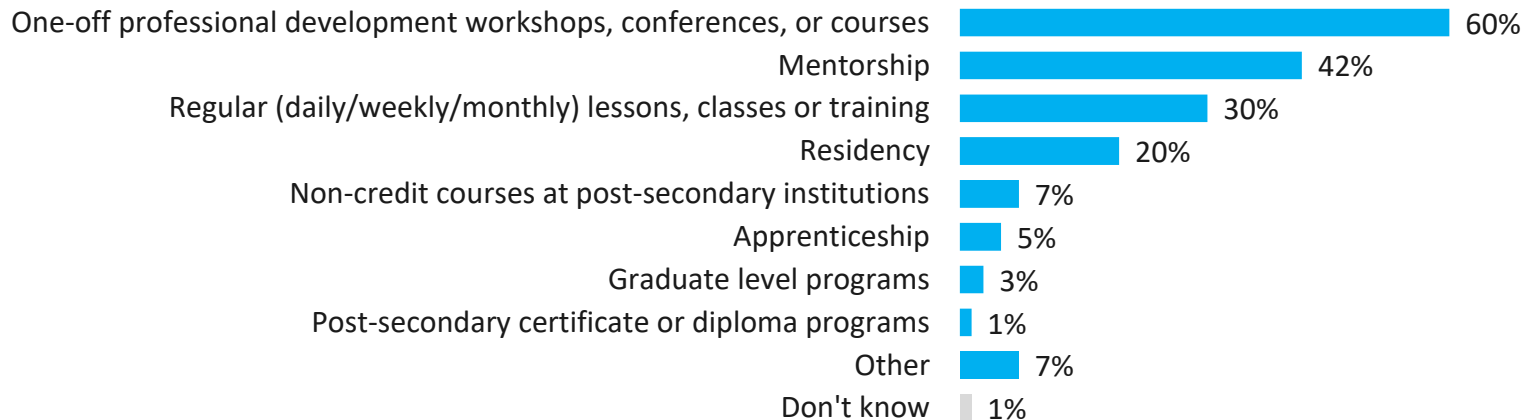 One-off professional development workshops, conferences, or courses 60%
Mentorship 42%
Regular (daily/weekly/monthly) lessons, classes or training 30%
Residency 20%
Non-credit courses at post-secondary institutions 7%
Apprenticeship 5%
Graduate level programs 3%
Post-secondary certificate or diploma programs 1%
Other 7%
Don't know 1%